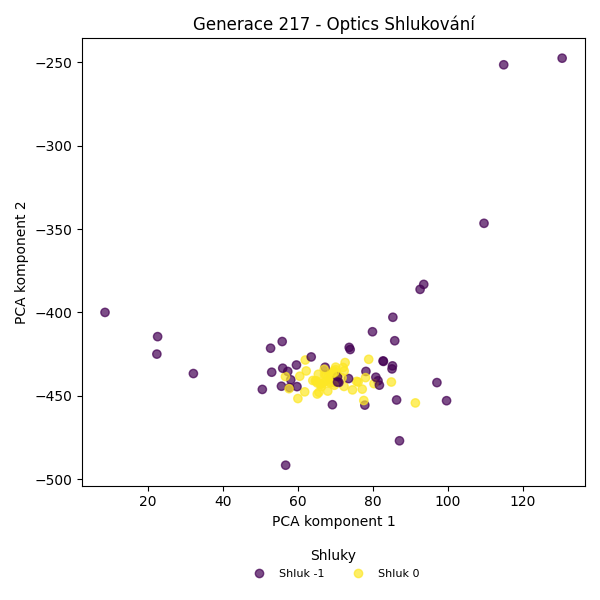 Generace 217 - Optics Shlukování
−250
−300
−350
−400
−450
−500
PCA komponent 2
20 40 60 80 100 120
PCA komponent 1
Shluky
Shluk -1 Shluk 0